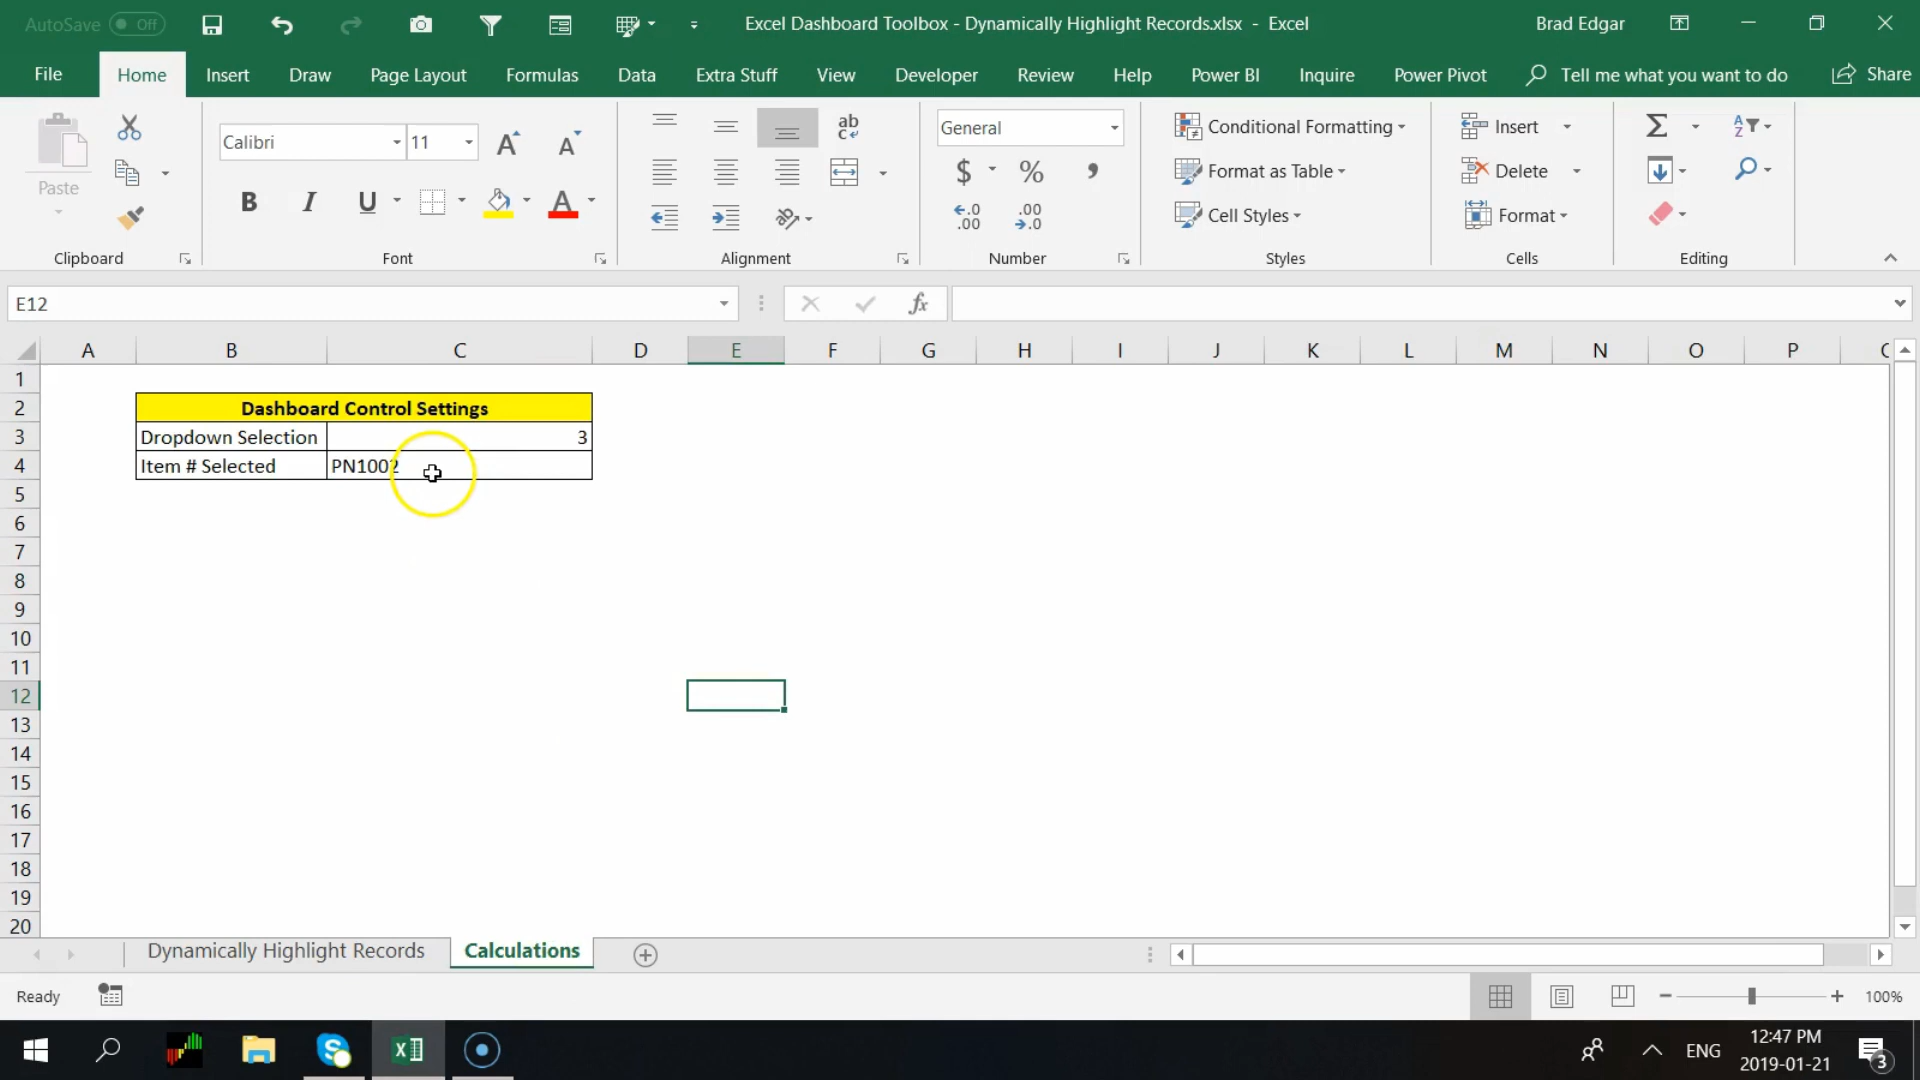 AutoSave Off Excel Dashboard Toolbox - Dynamically Highlight Records.xlsx - Excel Brad Edgar
File Home Insert Draw Page Layout Formulas Data Extra Stuff View Developer Review Help Power BI Inquire Power Pivot Tell me what you want to do Share
Paste
Calibri 11
B I U A
ab
General
$ % ,
Conditional Formatting
Format as Table
Cell Styles
Insert
Delete
Format
Clipboard Font Alignment Number Styles Cells Editing
E12 fx
A B C D E F G H I J K L M N O P
1
2 Dashboard Control Settings
3 Dropdown Selection 3
4 Item # Selected PN1002
5
6
7
8
9
10
11
12
13
14
15
16
17
18
19
20
Dynamically Highlight Records Calculations
Ready 100%
ENG 12:47 PM
2019-01-21 3